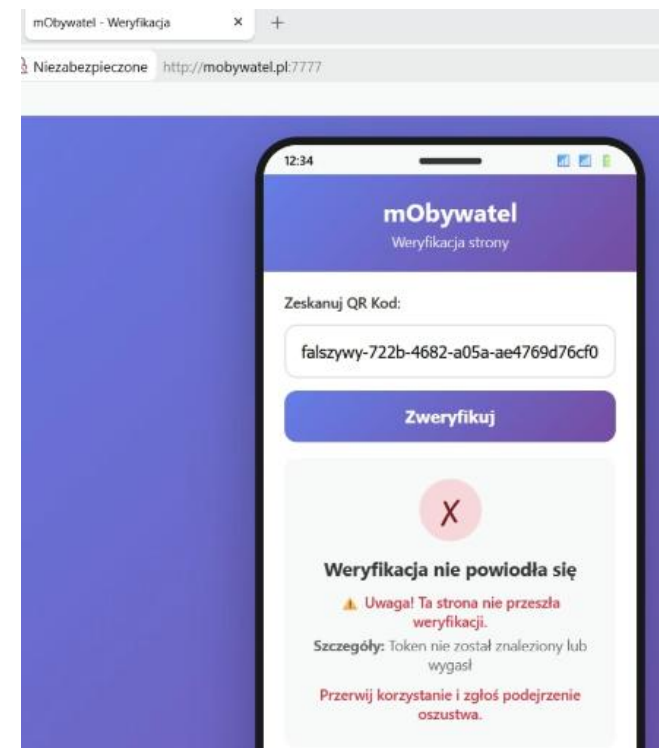 mObywatel - Weryfikacja
Niezabezpieczone http://mobywatel.pl:7777
12:34
mObywatel
Weryfikacja strony
Zeskanuj QR Kod:
falszywy-722b-4682-a05a-ae4769d76cf0
Zweryfikuj
Weryfikacja nie powiodła się
Uwaga! Ta strona nie przeszła
weryfikacji.
Szczegóły: Token nie został znaleziony lub
wygasł
Przerwij korzystanie i zgłoś podejrzenie
oszustwa.